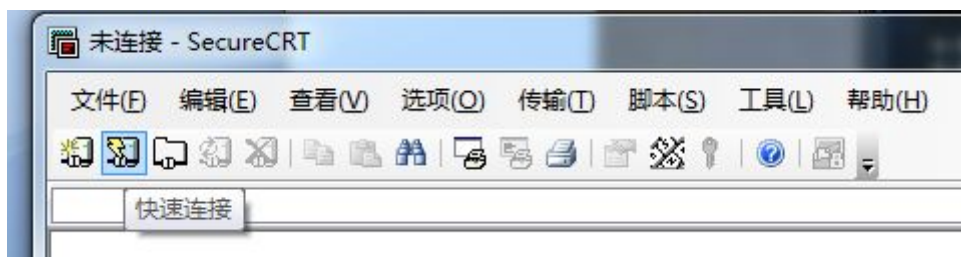 未连接 - SecureCRT
文件(F) 编辑(E) 查看(V) 选项(O) 传输(T) 脚本(S) 工具(L) 帮助(H)
快速连接